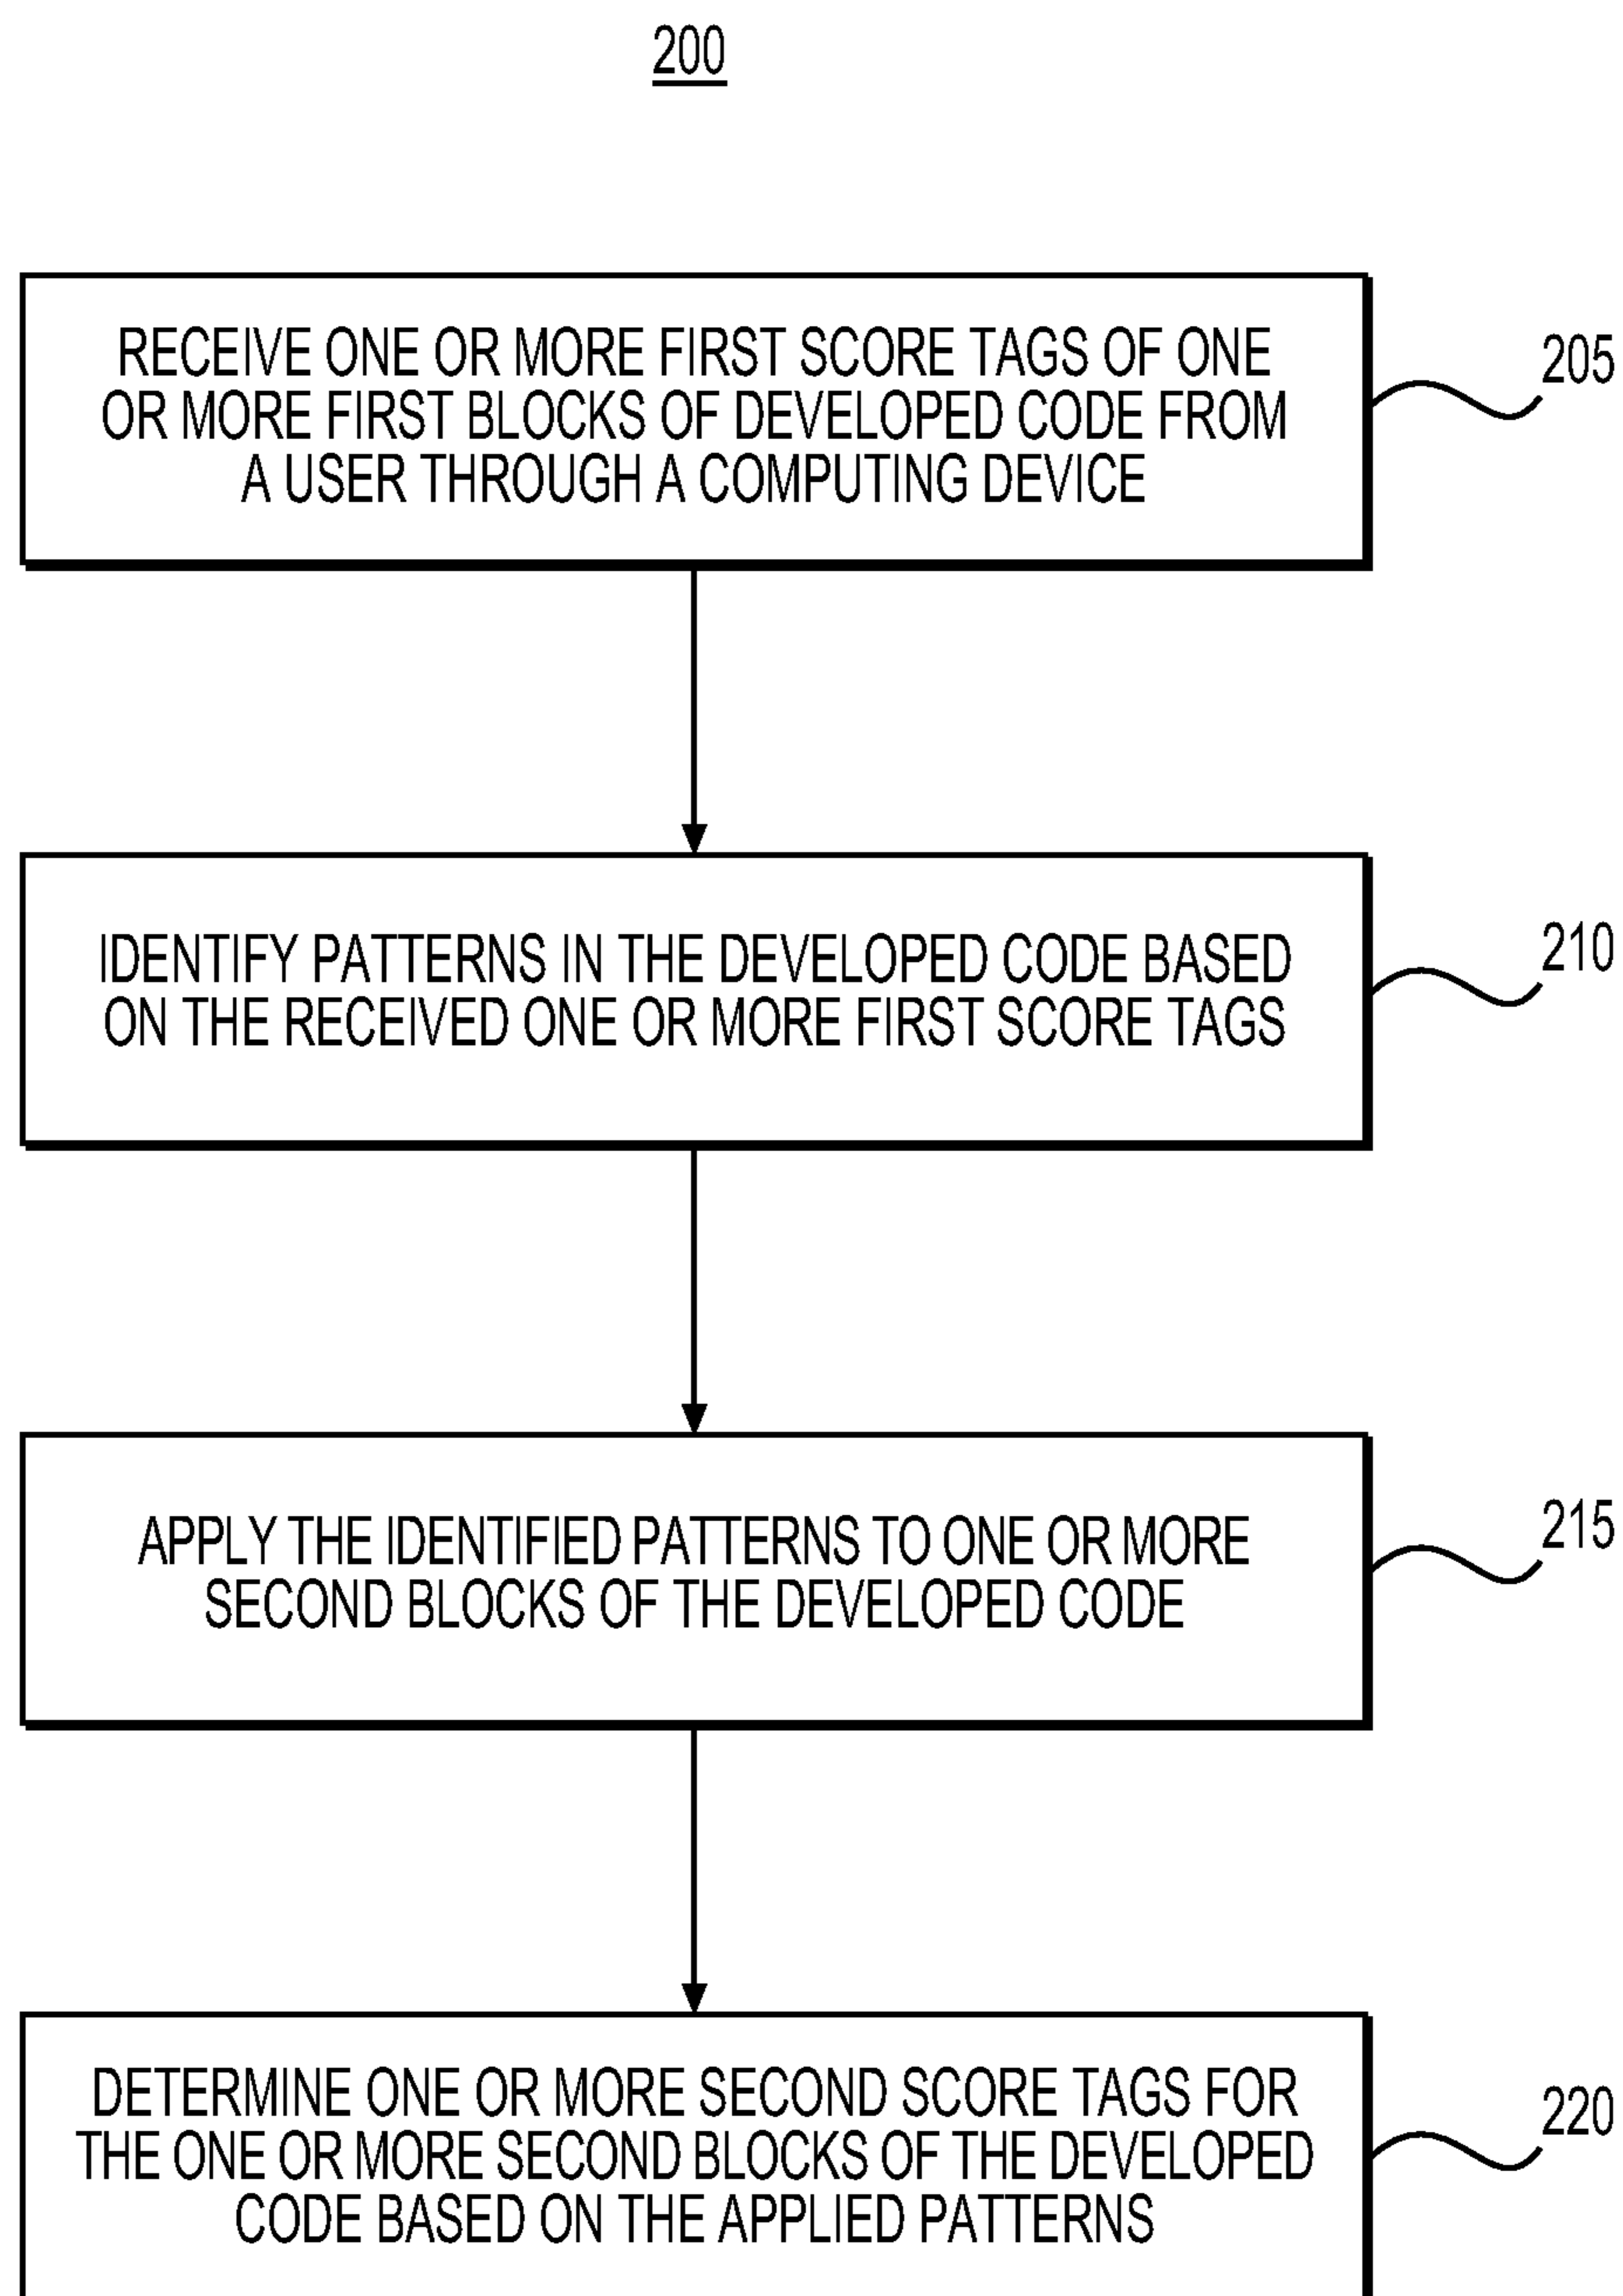 200
RECEIVE ONE OR MORE FIRST SCORE TAGS OF ONE
OR MORE FIRST BLOCKS OF DEVELOPED CODE FROM
A USER THROUGH A COMPUTING DEVICE
205
IDENTIFY PATTERNS IN THE DEVELOPED CODE BASED
ON THE RECEIVED ONE OR MORE FIRST SCORE TAGS
210
APPLY THE IDENTIFIED PATTERNS TO ONE OR MORE
SECOND BLOCKS OF THE DEVELOPED CODE
215
DETERMINE ONE OR MORE SECOND SCORE TAGS FOR
THE ONE OR MORE SECOND BLOCKS OF THE DEVELOPED
CODE BASED ON THE APPLIED PATTERNS
220